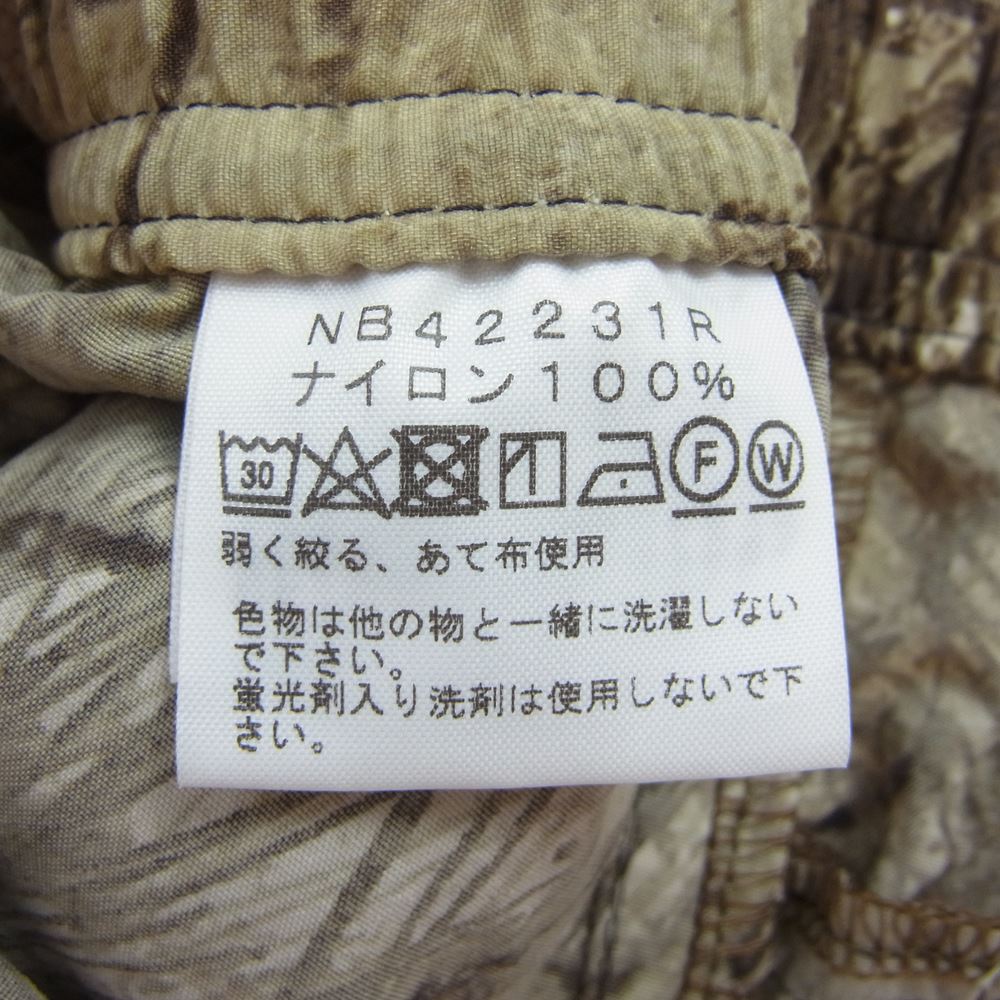 NB42231R
ナイロン100%
30 F W
弱く絞る、あて布使用
色物は他の物と一緒に洗濯しない
で下さい。
蛍光剤入り洗剤は使用しないで下
さい。